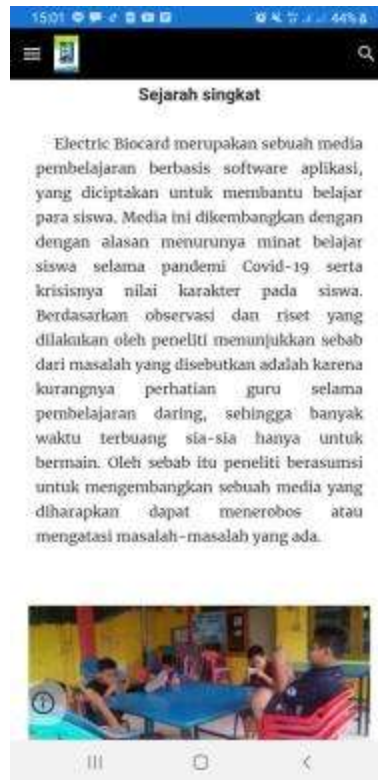 15:01
44%
Sejarah singkat
Electric Biocard merupakan sebuah media
pembelajaran berbasis software aplikasi,
yang diciptakan untuk membantu belajar
para siswa. Media ini dikembangkan dengan
dengan alasan menurunya minat belajar
siswa selama pandemi Covid-19 serta
krisisnya nilai karakter pada siswa.
Berdasarkan observasi dan riset yang
dilakukan oleh peneliti menunjukkan sebab
dari masalah yang disebutkan adalah karena
kurangnya perhatian guru selama
pembelajaran daring, sehingga banyak
waktu terbuang sia-sia hanya untuk
bermain. Oleh sebab itu peneliti berasumsi
untuk mengembangkan sebuah media yang
diharapkan dapat menerobos atau
mengatasi masalah-masalah yang ada.